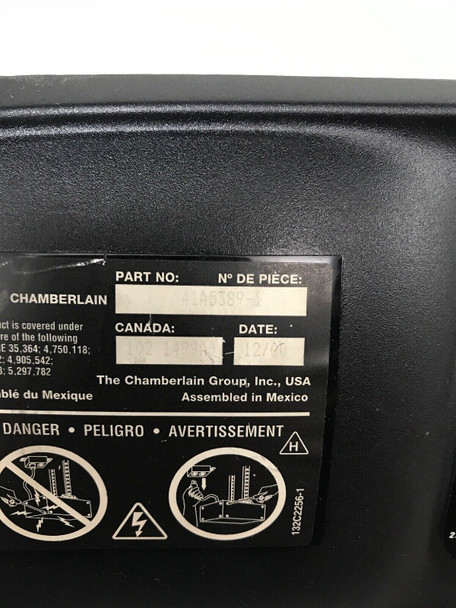 PART NO: Nº DE PIÈCE:
CHAMBERLAIN 41A5389-1
ct is covered under
re of the following
E 35,364; 4,750,118;
2; 4,905,542;
3: 5,297,782
CANADA: DATE:
12/00
The Chamberlain Group, Inc., USA
blé du Mexique Assembled in Mexico
DANGER • PELIGRO • AVERTISSEMENT
H
132C2256-1